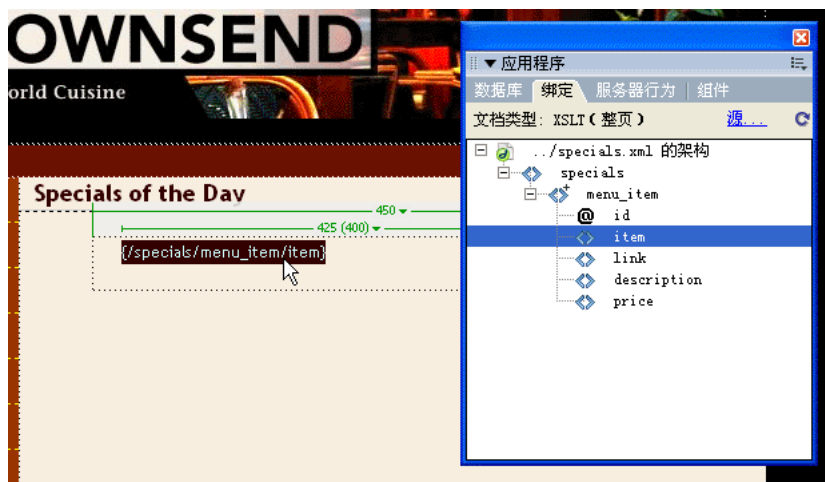 OWNSEND
orld Cuisine
Specials of the Day
450
425 (400)
{/specials/menu_item/item}
应用程序
数据库 绑定 服务器行为 组件
文档类型: XSLT(整页) 源...
../specials.xml 的架构
specials
menu_item
@ id
item
link
description
price